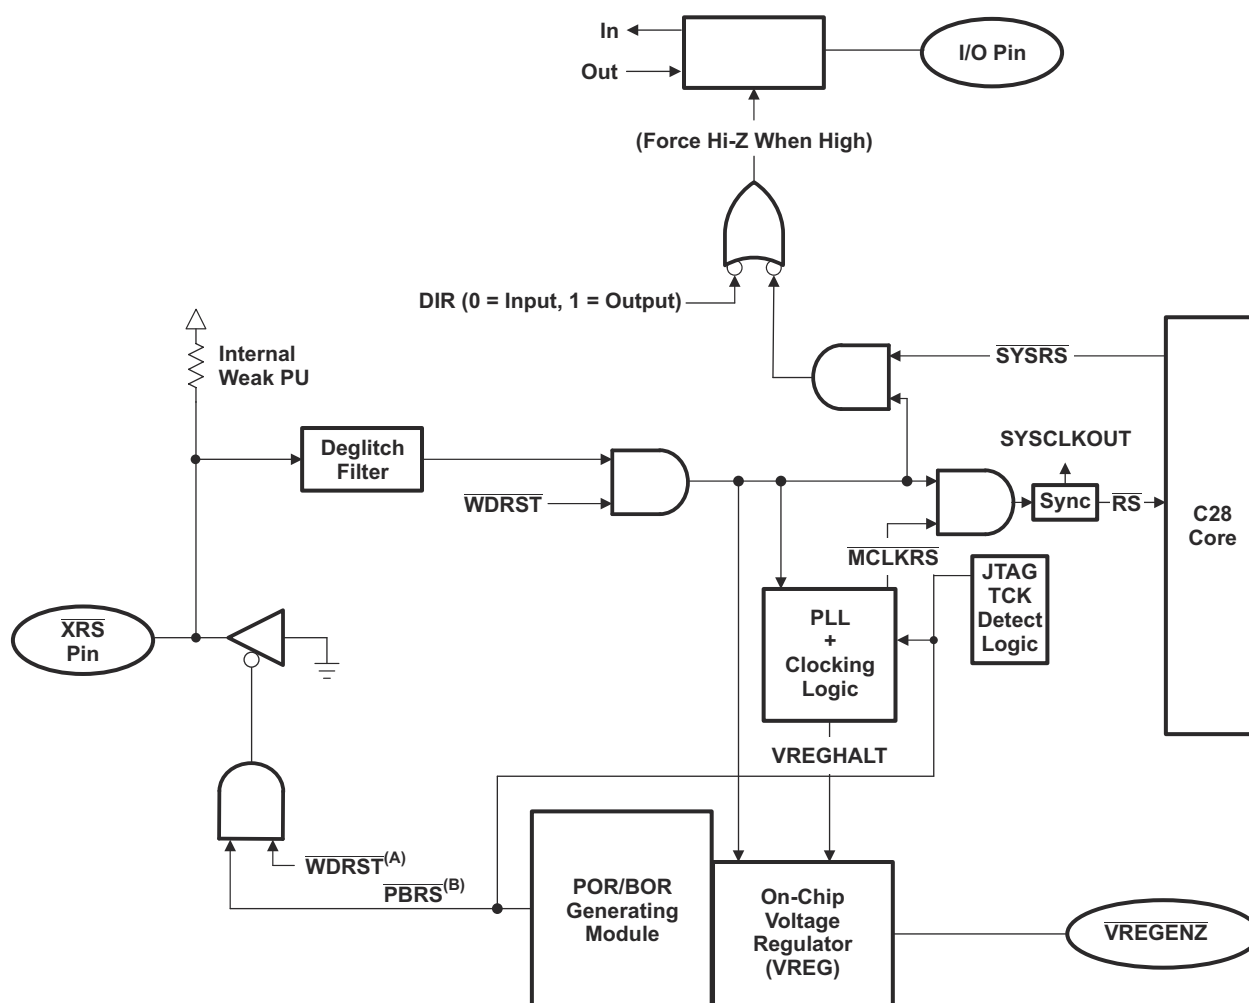 In
Out
I/O Pin
(Force Hi-Z When High)
DIR (0 = Input, 1 = Output)
Internal
Weak PU
SYSRS
Deglitch
Filter
SYSCLKOUT
WDRST
Sync
RS
C28
Core
MCLKRS
JTAG
TCK
Detect
Logic
XRS
Pin
PLL
+
Clocking
Logic
VREGHALT
WDRST(A)
PBRS(B)
POR/BOR
Generating
Module
On-Chip
Voltage
Regulator
(VREG)
VREGENZ